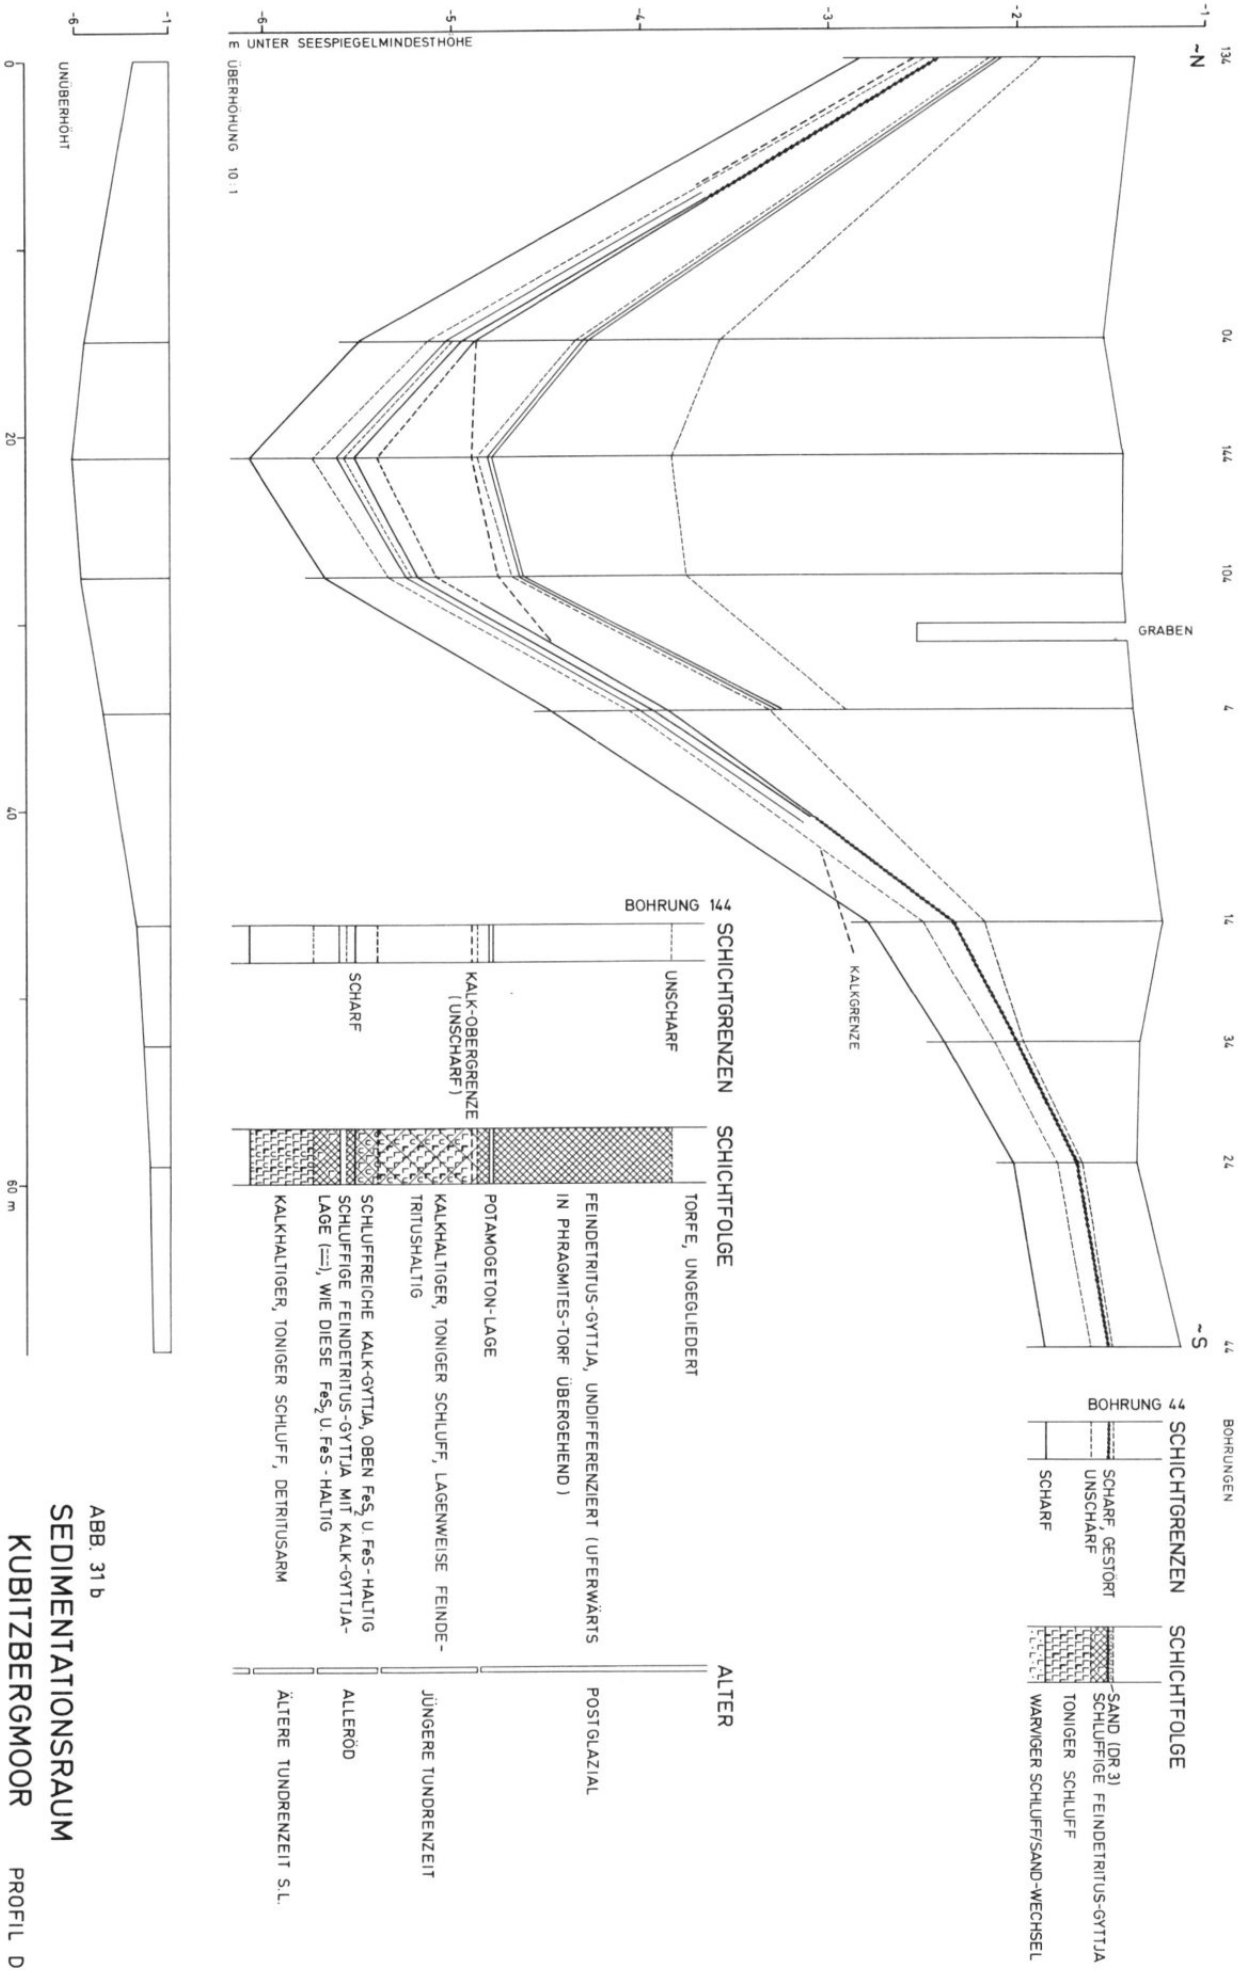 134
04
144
104
4
14
34
24
44
BOHRUNGEN
~N
~S
-1
-2
-3
-4
-5
-6
m UNTER SEESPIEGELMINDESTHÖHE
ÜBERHÖHUNG 10:1
GRABEN
KALKGRENZE
BOHRUNG 44
SCHICHTGRENZEN
SCHARF, GESTÖRT
UNSCHARF
SCHARF
SCHICHTFOLGE
SAND (DR 3)
SCHLUFFIGE FEINDETRITUS-GYTTJA
TONIGER SCHLUFF
WARVIGER SCHLUFF/SAND-WECHSEL
BOHRUNG 144
SCHICHTGRENZEN
UNSCHARF
KALK-OBERGRENZE
(UNSCHARF)
SCHARF
SCHICHTFOLGE
TORFE, UNGEGLIEDERT
FEINDETRITUS-GYTTJA, UNDIFFERENZIERT (UFERWÄRTS
IN PHRAGMITES-TORF ÜBERGEHEND)
POTAMOGETON-LAGE
KALKHALTIGER, TONIGER SCHLUFF, LAGENWEISE FEINDE-
TRITUSHALTIG
SCHLUFFREICHE KALK-GYTTJA, OBEN FeS₂ U. FeS-HALTIG
SCHLUFFIGE FEINDETRITUS-GYTTJA MIT KALK-GYTTJA-
LAGE (==), WIE DIESE FeS₂ U. FeS-HALTIG
KALKHALTIGER, TONIGER SCHLUFF, DETRITUSARM
ALTER
POSTGLAZIAL
JÜNGERE TUNDRENZEIT
ALLERÖD
ÄLTERE TUNDRENZEIT S.L.
-1
-6
UNÜBERHÖHT
0
20
40
60 m
ABB. 31b
SEDIMENTATIONSRAUM
KUBITZBERGMOOR PROFIL D